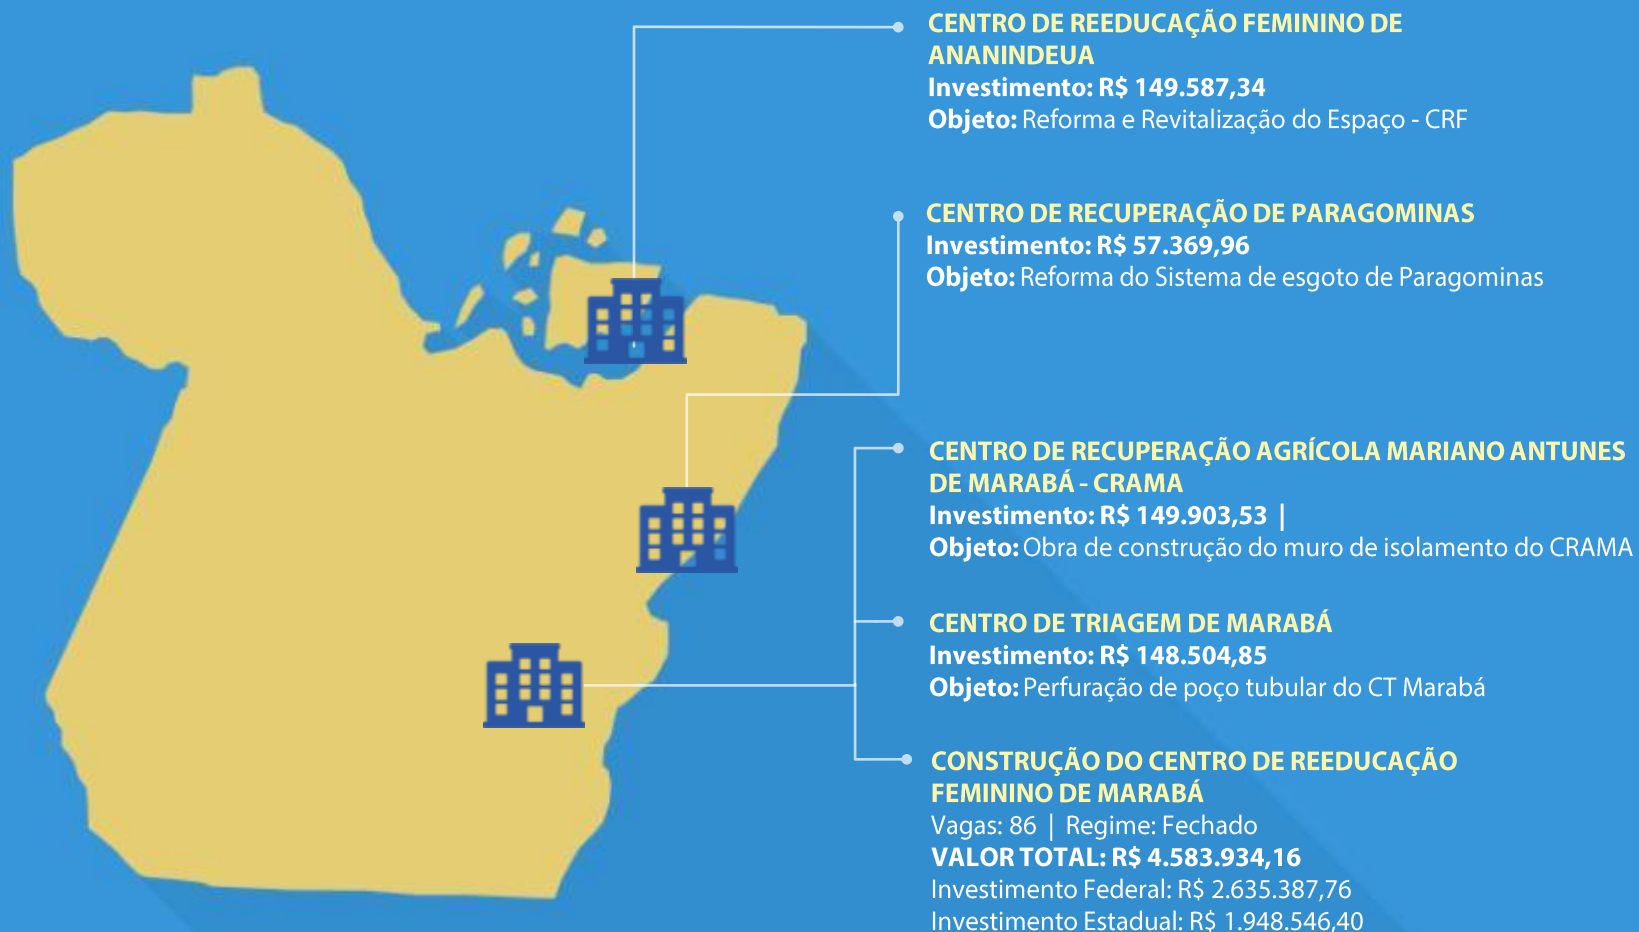 CENTRO DE REEDUCAÇÃO FEMININO DE
ANANINDEUA
Investimento: R$ 149.587,34
Objeto: Reforma e Revitalização do Espaço - CRF
CENTRO DE RECUPERAÇÃO DE PARAGOMINAS
Investimento: R$ 57.369,96
Objeto: Reforma do Sistema de esgoto de Paragominas
CENTRO DE RECUPERAÇÃO AGRÍCOLA MARIANO ANTUNES
DE MARABÁ - CRAMA
Investimento: R$ 149.903,53 |
Objeto: Obra de construção do muro de isolamento do CRAMA
CENTRO DE TRIAGEM DE MARABÁ
Investimento: R$ 148.504,85
Objeto: Perfuração de poço tubular do CT Marabá
CONSTRUÇÃO DO CENTRO DE REEDUCAÇÃO
FEMININO DE MARABÁ
Vagas: 86 | Regime: Fechado
VALOR TOTAL: R$ 4.583.934,16
Investimento Federal: R$ 2.635.387,76
Investimento Estadual: R$ 1.948.546,40